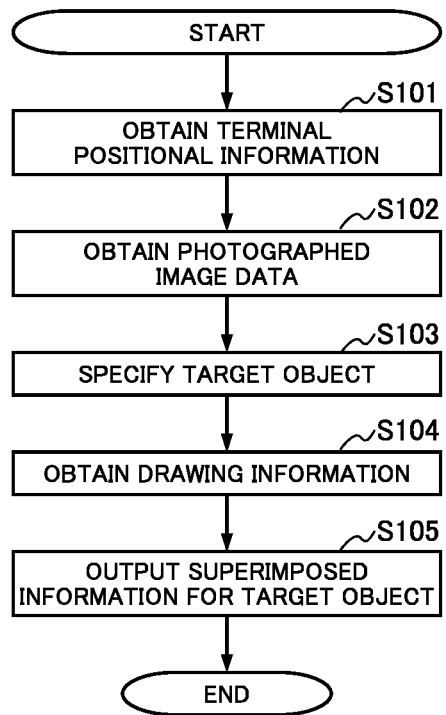 START
S101
OBTAIN TERMINAL
POSITIONAL INFORMATION
S102
OBTAIN PHOTOGRAPHED
IMAGE DATA
S103
SPECIFY TARGET OBJECT
S104
OBTAIN DRAWING INFORMATION
S105
OUTPUT SUPERIMPOSED
INFORMATION FOR TARGET OBJECT
END